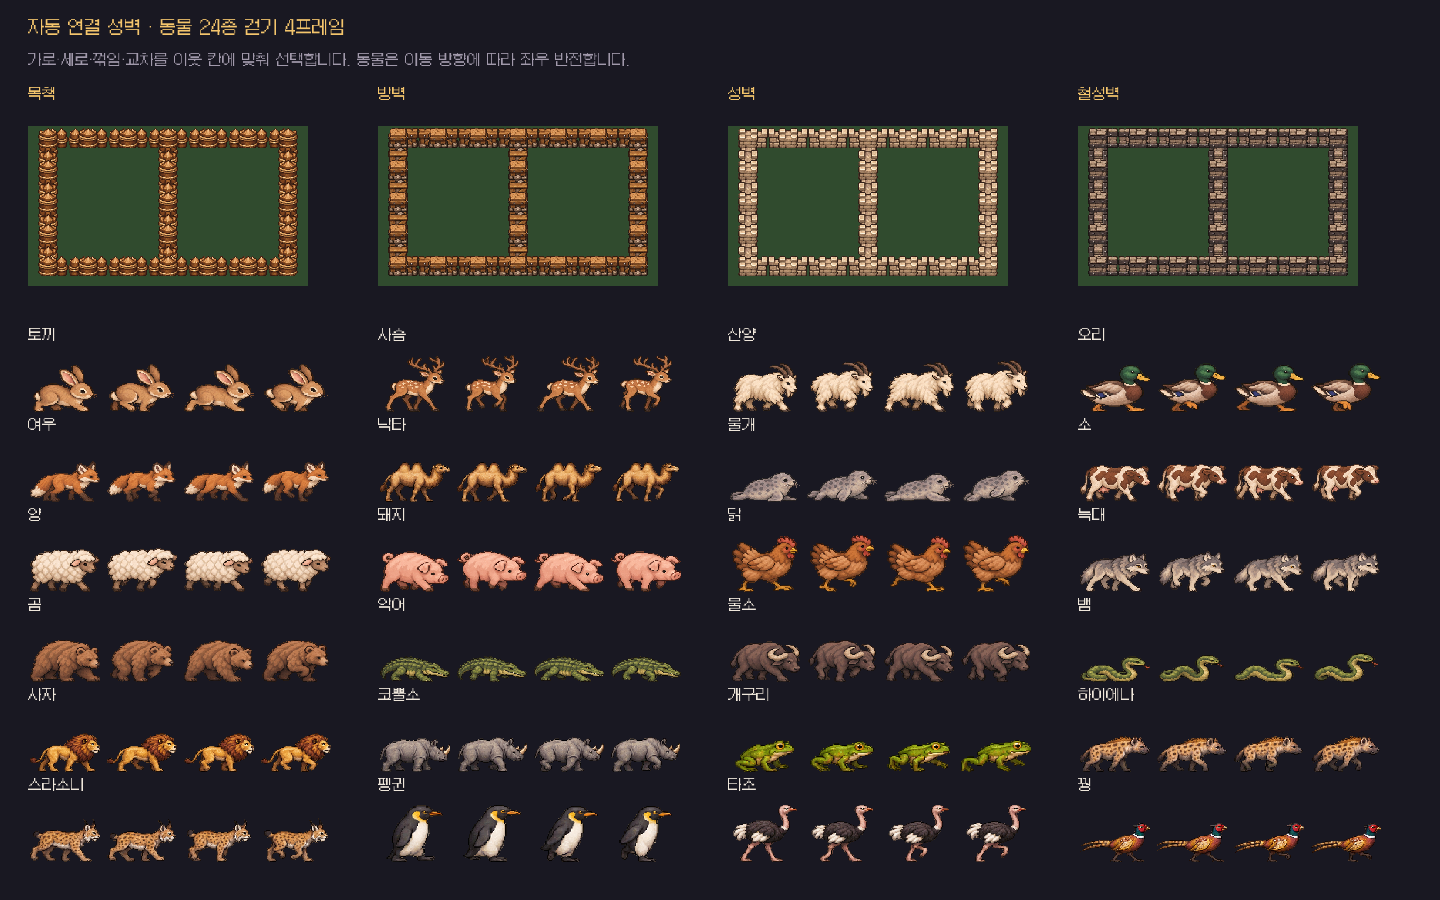 자동 연결 성벽 · 동물 24종 걷기 4프레임
가로·세로·꺾임·교차를 이웃 칸에 맞춰 선택합니다. 동물은 이동 방향에 따라 좌우 반전합니다.
목책 방벽 성벽 철성벽
토끼 사슴 산양 오리
여우 낙타 물개 소
양 돼지 닭 늑대
곰 악어 물소 뱀
사자 코뿔소 개구리 하이에나
스라소니 펭귄 타조 꿩